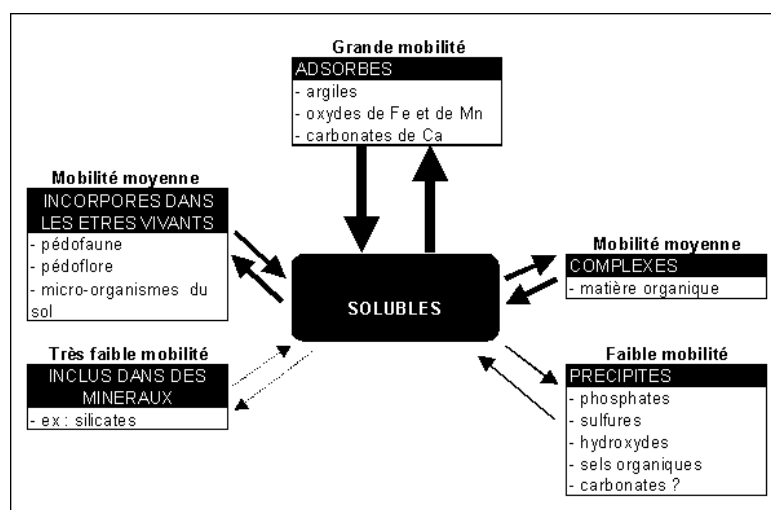 Grande mobilité
ADSORBES
- argiles
- oxydes de Fe et de Mn
- carbonates de Ca
Mobilité moyenne
INCORPORES DANS
LES ETRES VIVANTS
- pédofaune
- pédoflore
- micro-organismes du
sol
Mobilité moyenne
COMPLEXES
- matière organique
SOLUBLES
Très faible mobilité
INCLUS DANS DES
MINERAUX
- ex : silicates
Faible mobilité
PRECIPITES
- phosphates
- sulfures
- hydroxydes
- sels organiques
- carbonates ?